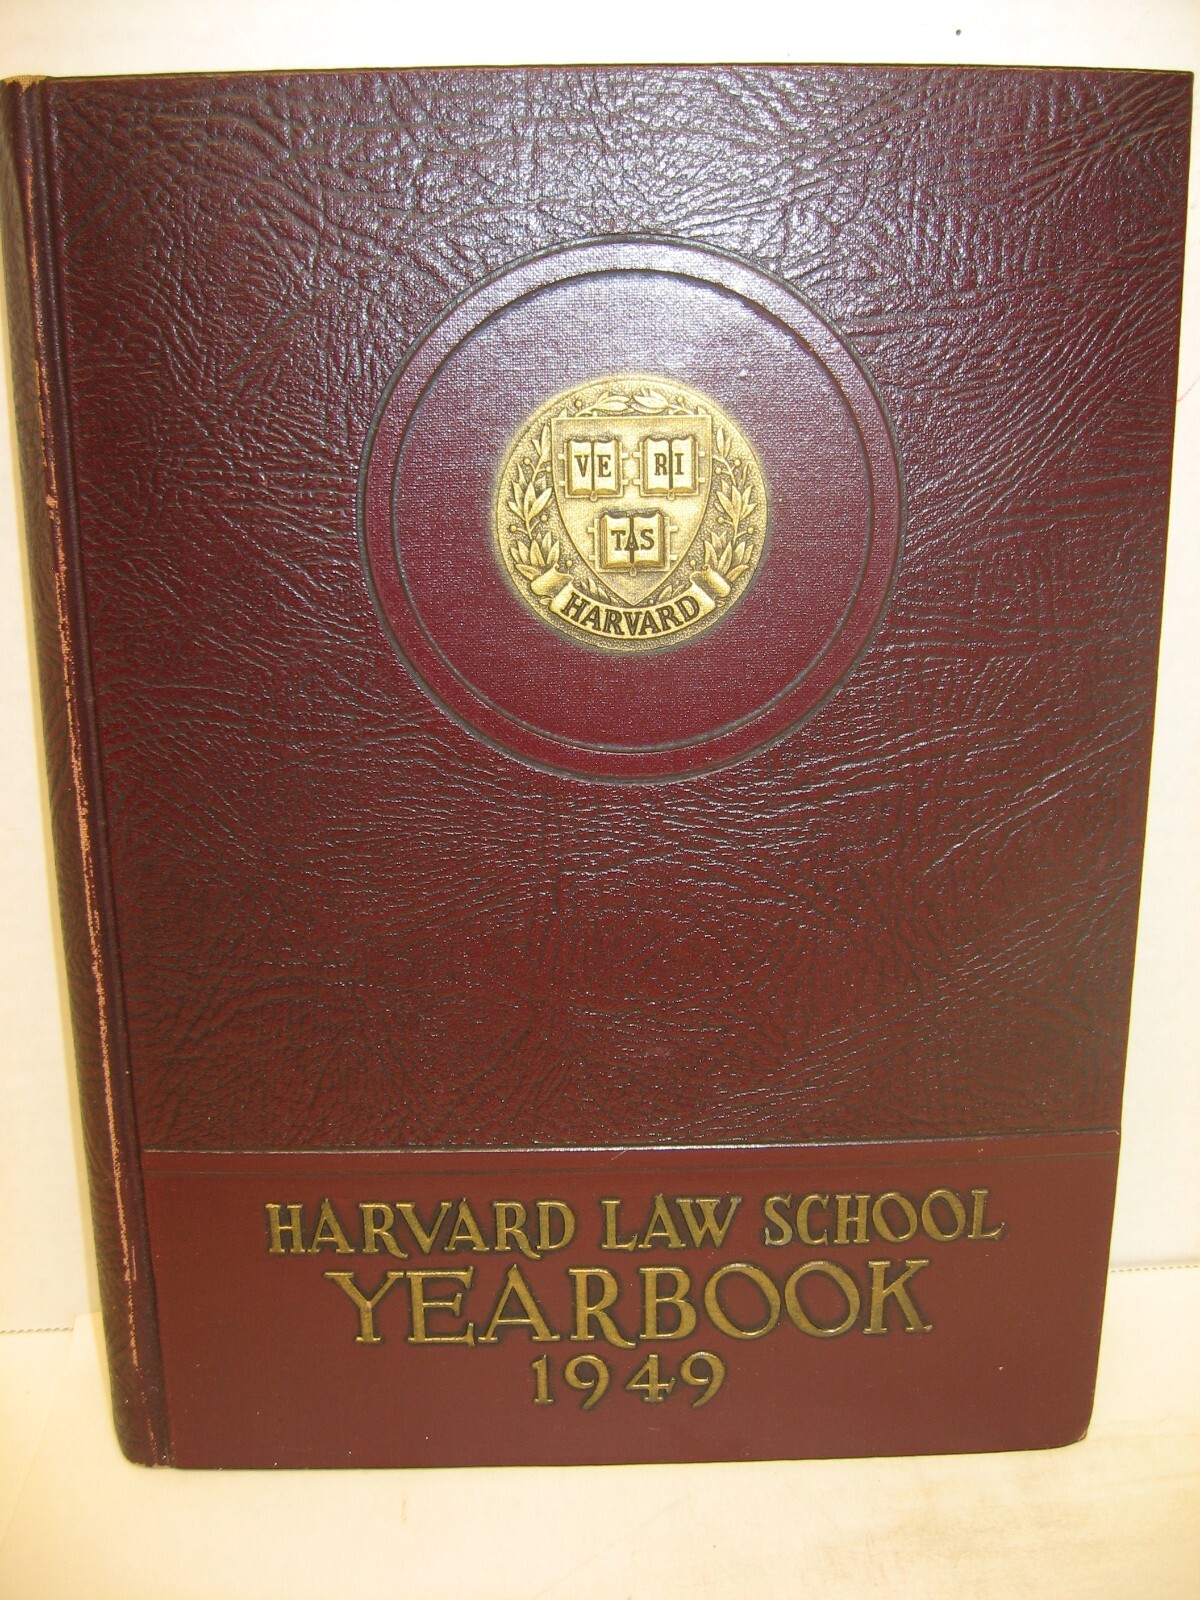 VE RI
TAS
HARVARD
HARVARD LAW SCHOOL
YEARBOOK
1949